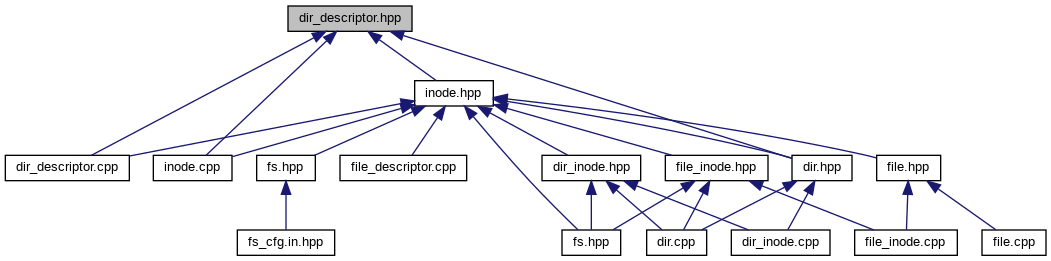 dir_descriptor.hpp
inode.hpp
dir_descriptor.cpp
inode.cpp
fs.hpp
file_descriptor.cpp
dir_inode.hpp
file_inode.hpp
dir.hpp
file.hpp
fs_cfg.in.hpp
fs.hpp
dir.cpp
dir_inode.cpp
file_inode.cpp
file.cpp